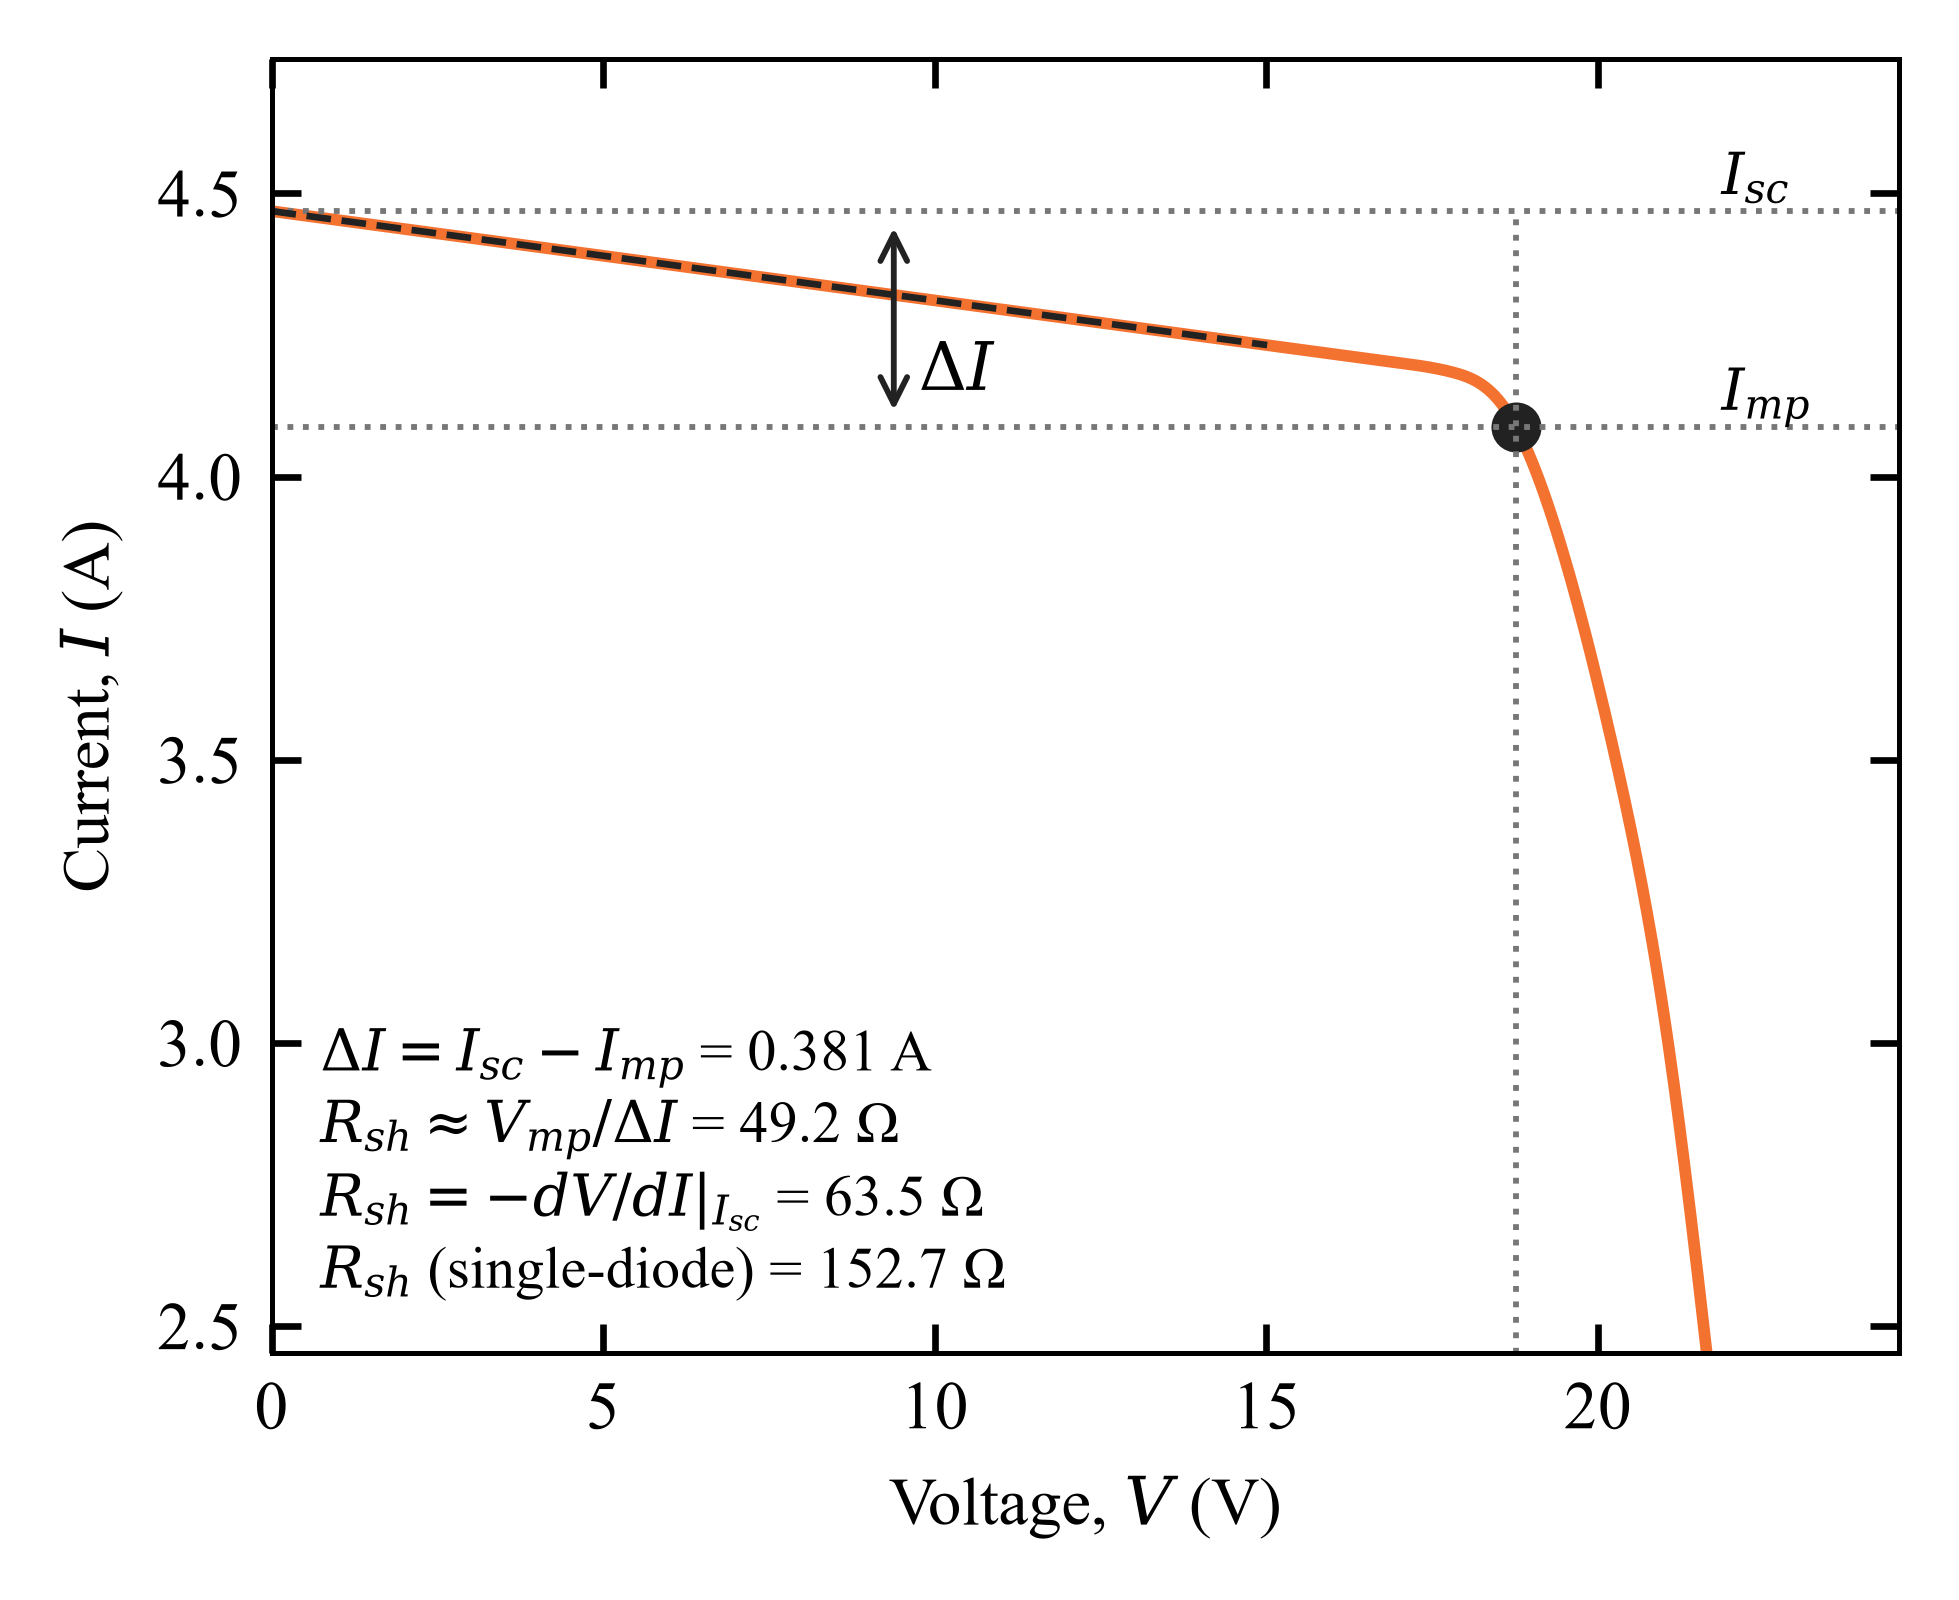 4.5
4.0
3.5
3.0
2.5
0 5 10 15 20
Current, I (A)
Voltage, V (V)
I_sc
ΔI
I_mp
ΔI = I_sc − I_mp = 0.381 A
R_sh ≈ V_mp/ΔI = 49.2 Ω
R_sh = −dV/dI|_{I_sc} = 63.5 Ω
R_sh (single-diode) = 152.7 Ω